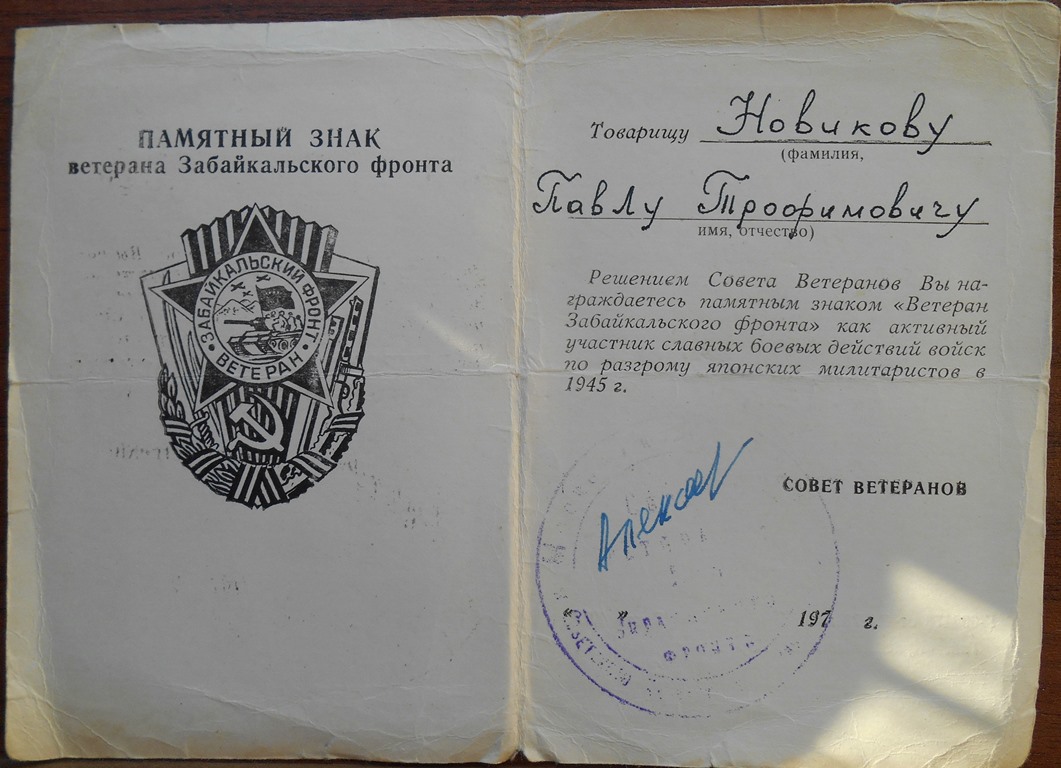 ПАМЯТНЫЙ ЗНАК
ветерана Забайкальского фронта
ЗАБАЙКАЛЬСКИЙ ФРОНТ
ВЕТЕРАН
Товарищу Новикову
(фамилия,
Павлу Трофимовичу
имя, отчество)
Решением Совета Ветеранов Вы на-
граждаетесь памятным знаком «Ветеран
Забайкальского фронта» как активный
участник славных боевых действий войск
по разгрому японских милитаристов в
1945 г.
СОВЕТ ВЕТЕРАНОВ
" " 197 г.
ФРОНТА